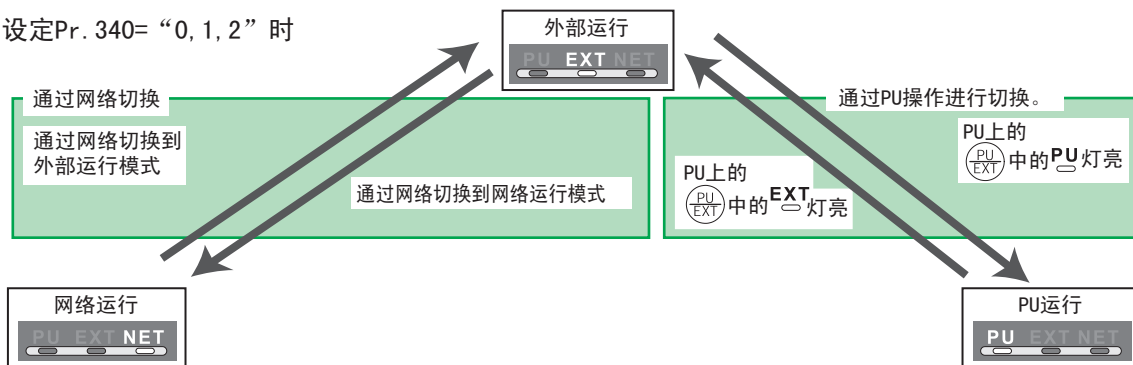 设定Pr.340=“0,1,2”时
外部运行
PU EXT NET
通过网络切换
通过网络切换到
外部运行模式
通过网络切换到网络运行模式
通过PU操作进行切换。
PU上的
PU
EXT
中的PU灯亮
PU上的
PU
EXT
中的EXT灯亮
网络运行
PU EXT NET
PU运行
PU EXT NET